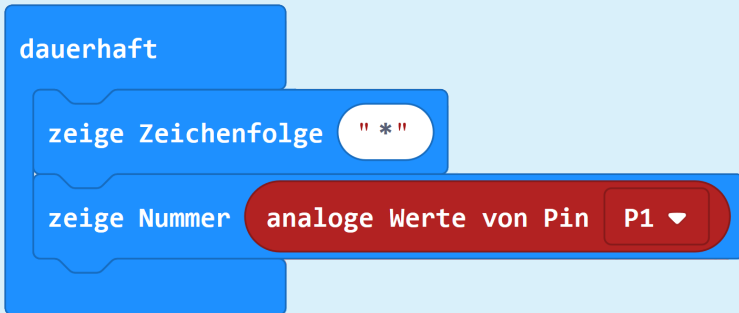 dauerhaft
zeige Zeichenfolge "*"
zeige Nummer analoge Werte von Pin P1